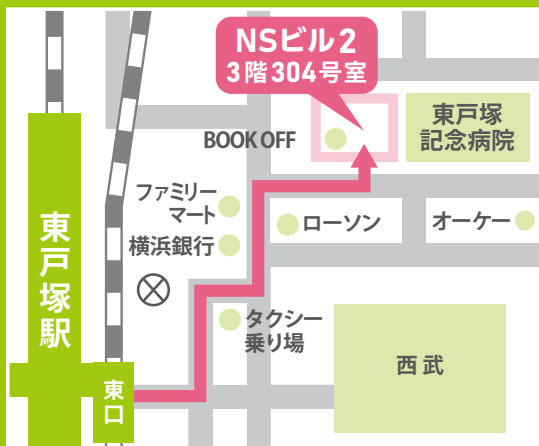 NSビル2
3階304号室
東戸塚
記念病院
BOOK OFF
ファミリー
マート
ローソン
オーケー
横浜銀行
東戸塚駅
タクシー
乗り場
西武
東口